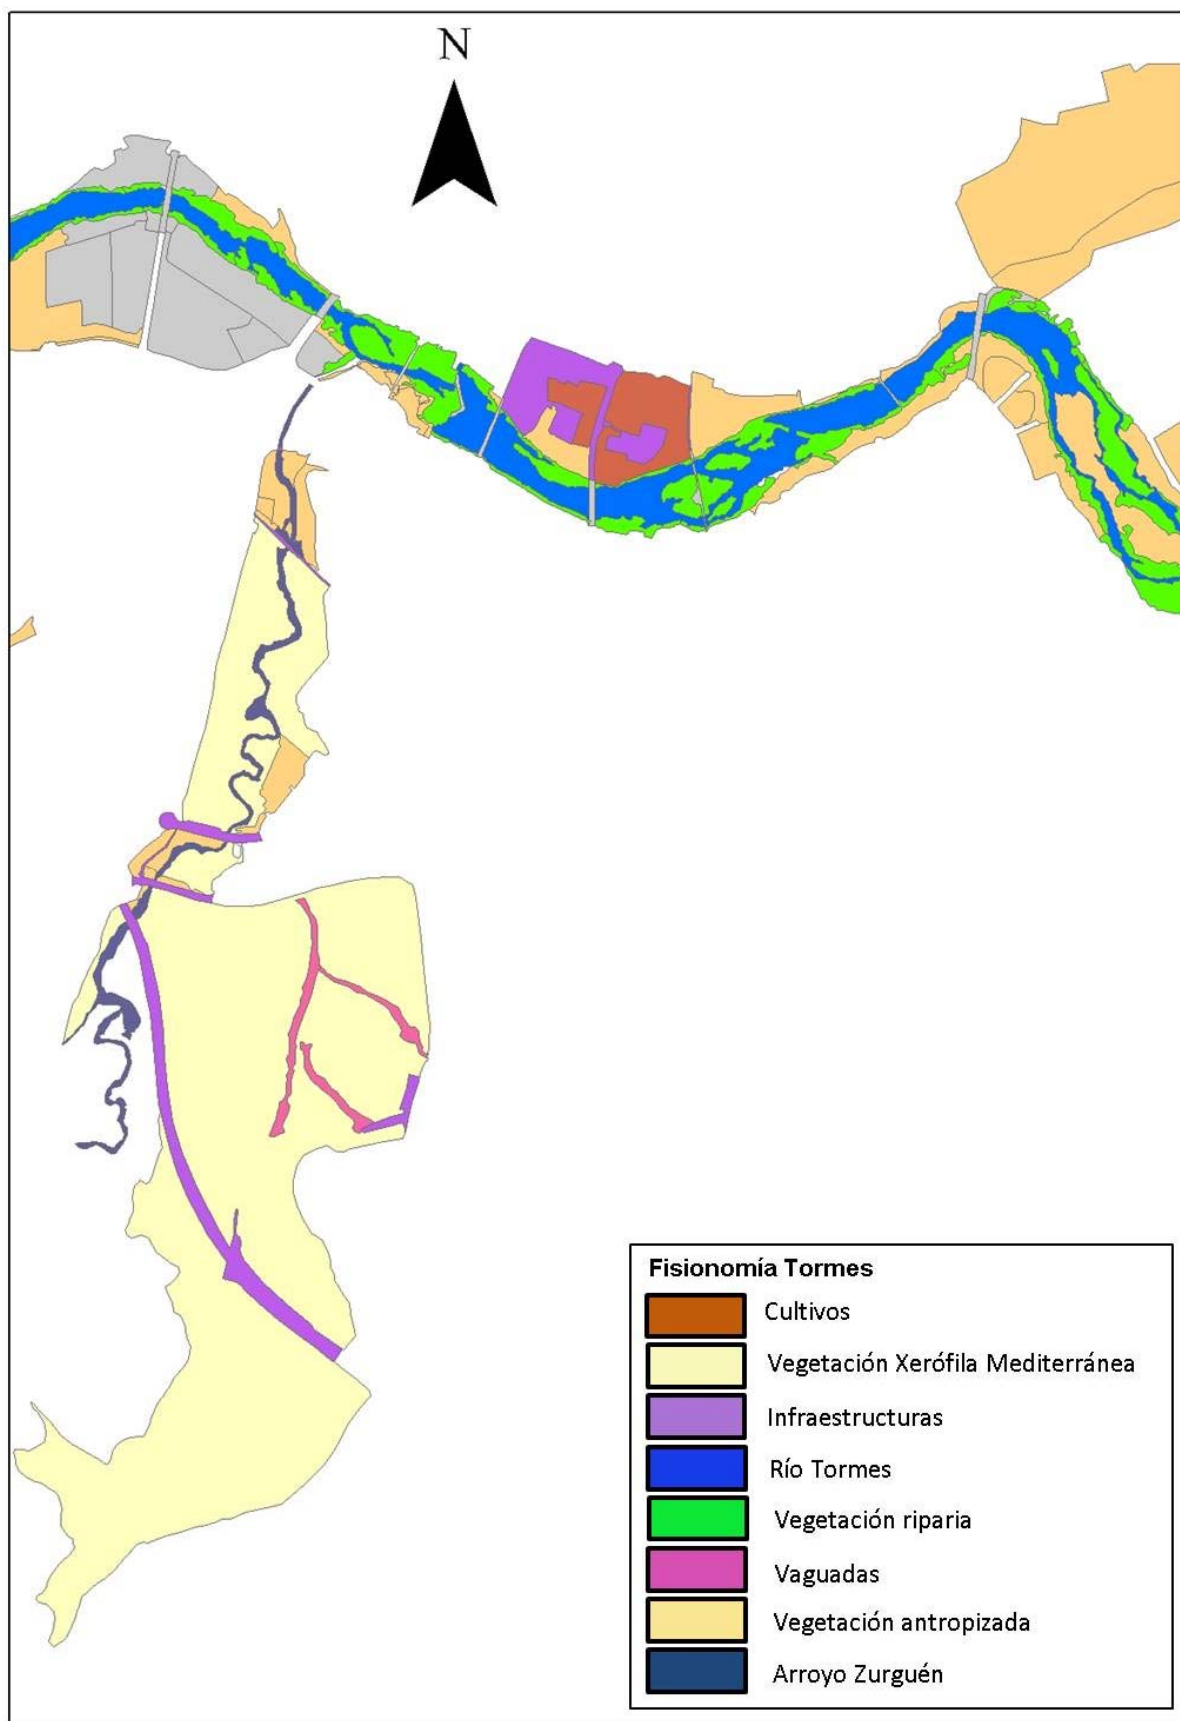 N
Fisionomía Tormes
Cultivos
Vegetación Xerófila Mediterránea
Infraestructuras
Río Tormes
Vegetación riparia
Vaguadas
Vegetación antropizada
Arroyo Zurguén